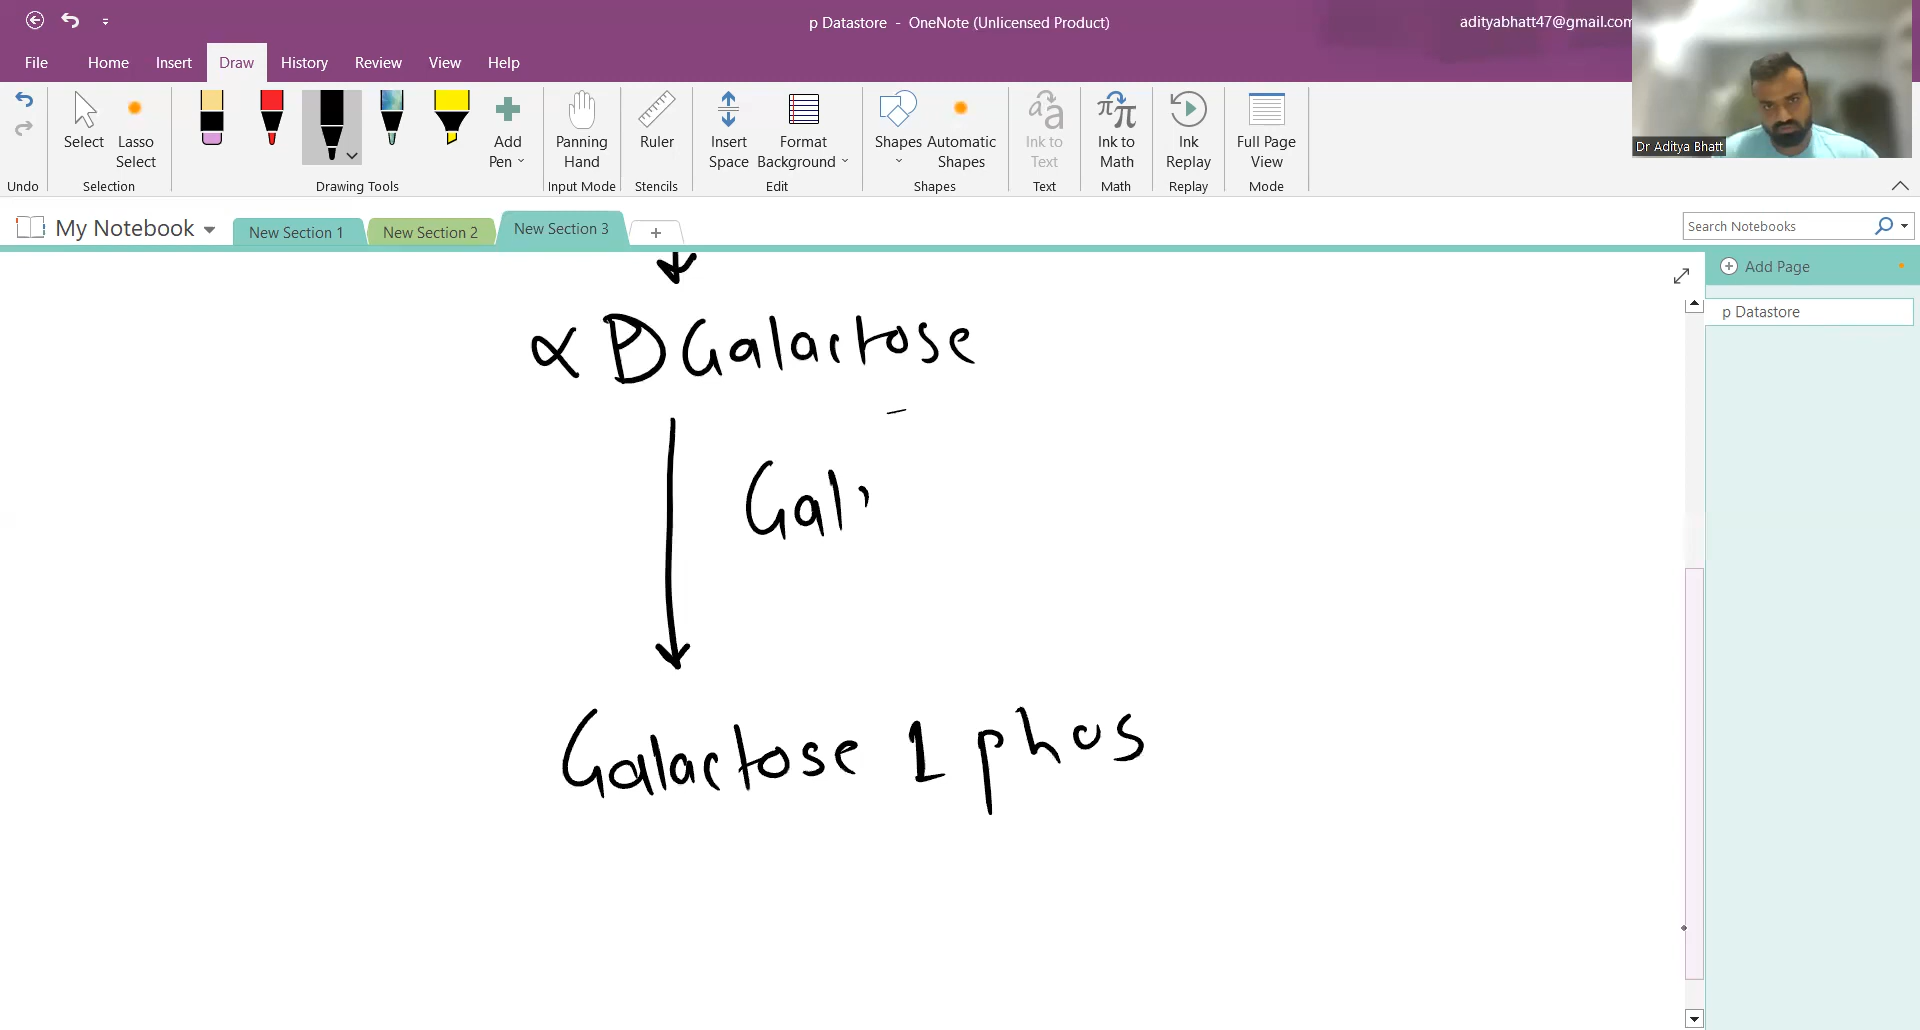 p Datastore - OneNote (Unlicensed Product)
adityabhatt47@gmail.com
File Home Insert Draw History Review View Help
Select
Lasso Select
Add Pen
Panning Hand
Ruler
Insert Space
Format Background
Shapes
Automatic Shapes
Ink to Text
Ink to Math
Ink Replay
Full Page View
Undo Selection Drawing Tools Input Mode Stencils Edit Shapes Text Math Replay Mode
Dr Aditya Bhatt
My Notebook New Section 1 New Section 2 New Section 3 +
Search Notebooks
Add Page
p Datastore
∝ D Galactose
Gal
Galactose 1 phos